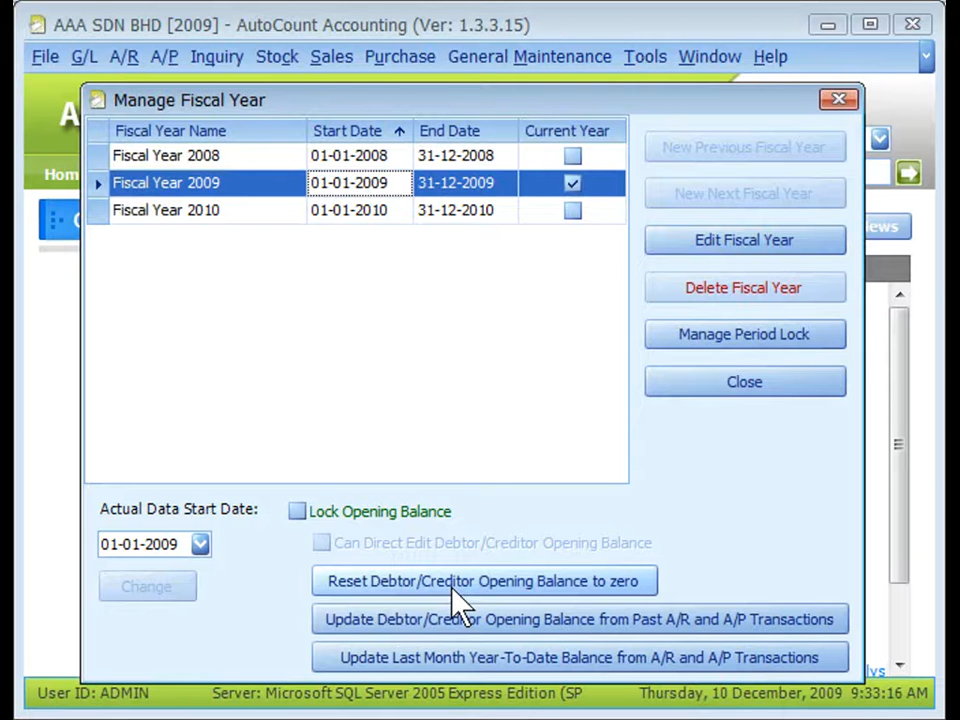 AAA SDN BHD [2009] - AutoCount Accounting (Ver: 1.3.3.15)
File G/L A/R A/P Inquiry Stock Sales Purchase General Maintenance Tools Window Help
A
Manage Fiscal Year
Hom
ews
Fiscal Year Name Start Date End Date Current Year
Fiscal Year 2008 01-01-2008 31-12-2008
Fiscal Year 2009 01-01-2009 31-12-2009
Fiscal Year 2010 01-01-2010 31-12-2010
New Previous Fiscal Year
New Next Fiscal Year
Edit Fiscal Year
Delete Fiscal Year
Manage Period Lock
Close
Actual Data Start Date:
01-01-2009
Change
Lock Opening Balance
Can Direct Edit Debtor/Creditor Opening Balance
Reset Debtor/Creditor Opening Balance to zero
Update Debtor/Creditor Opening Balance from Past A/R and A/P Transactions
Update Last Month Year-To-Date Balance from A/R and A/P Transactions
lys
User ID: ADMIN Server: Microsoft SQL Server 2005 Express Edition (SP Thursday, 10 December, 2009 9:33:16 AM